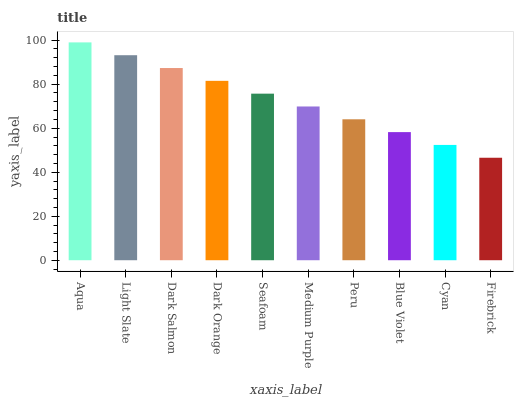 title
yaxis_label
100
80
60
40
20
0
Aqua
Light Slate
Dark Salmon
Dark Orange
Seafoam
Medium Purple
Peru
Blue Violet
Cyan
Firebrick
xaxis_label